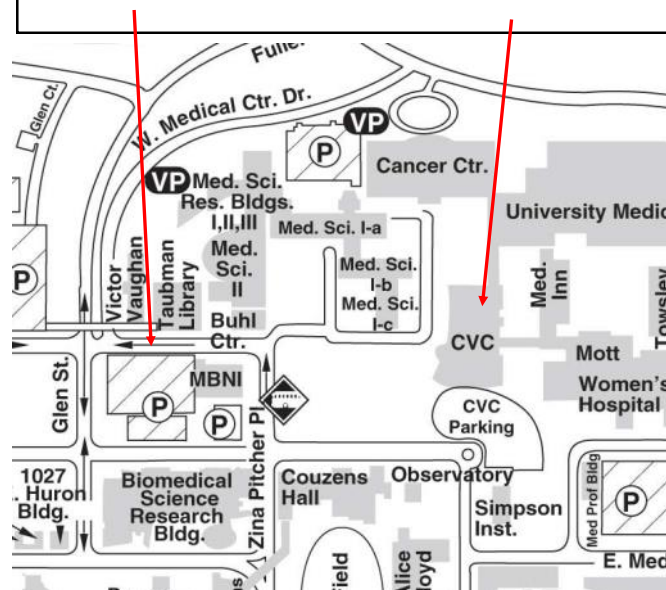 Fulle
Glen Ct.
W. Medical Ctr. Dr.
VP
P
Cancer Ctr.
VP
Med. Sci.
Res. Bldgs.
I,II,III
University Medic
Med. Sci. I-a
Med.
Sci.
II
Med. Sci.
I-b
Med. Sci.
I-c
Med.
Inn
Towsley
P
Victor
Vaughan
Taubman
Library
Buhl
Ctr.
CVC
Mott
Women's
Hospital
MBNI
Glen St.
P
P
Zina Pitcher Pl
CVC
Parking
1027
. Huron
Bldg.
Biomedical
Science
Research
Bldg.
Couzens
Hall
Observatory
Simpson
Inst.
Med Prof Bldg
P
E. Med
Field
Alice
loyd